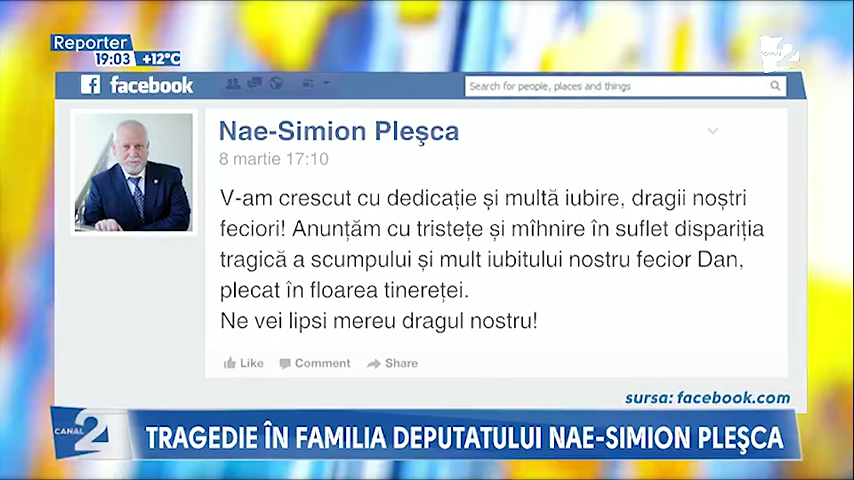 Reporter
19:03 +12°C
CANAL 2
facebook
Search for people, places and things
Nae-Simion Pleşca
8 martie 17:10
V-am crescut cu dedicație și multă iubire, dragii noștri
feciori! Anunțăm cu tristețe și mîhnire în suflet dispariția
tragică a scumpului și mult iubitului nostru fecior Dan,
plecat în floarea tinereței.
Ne vei lipsi mereu dragul nostru!
Like Comment Share
sursa: facebook.com
CANAL 2
TRAGEDIE ÎN FAMILIA DEPUTATULUI NAE-SIMION PLEŞCA